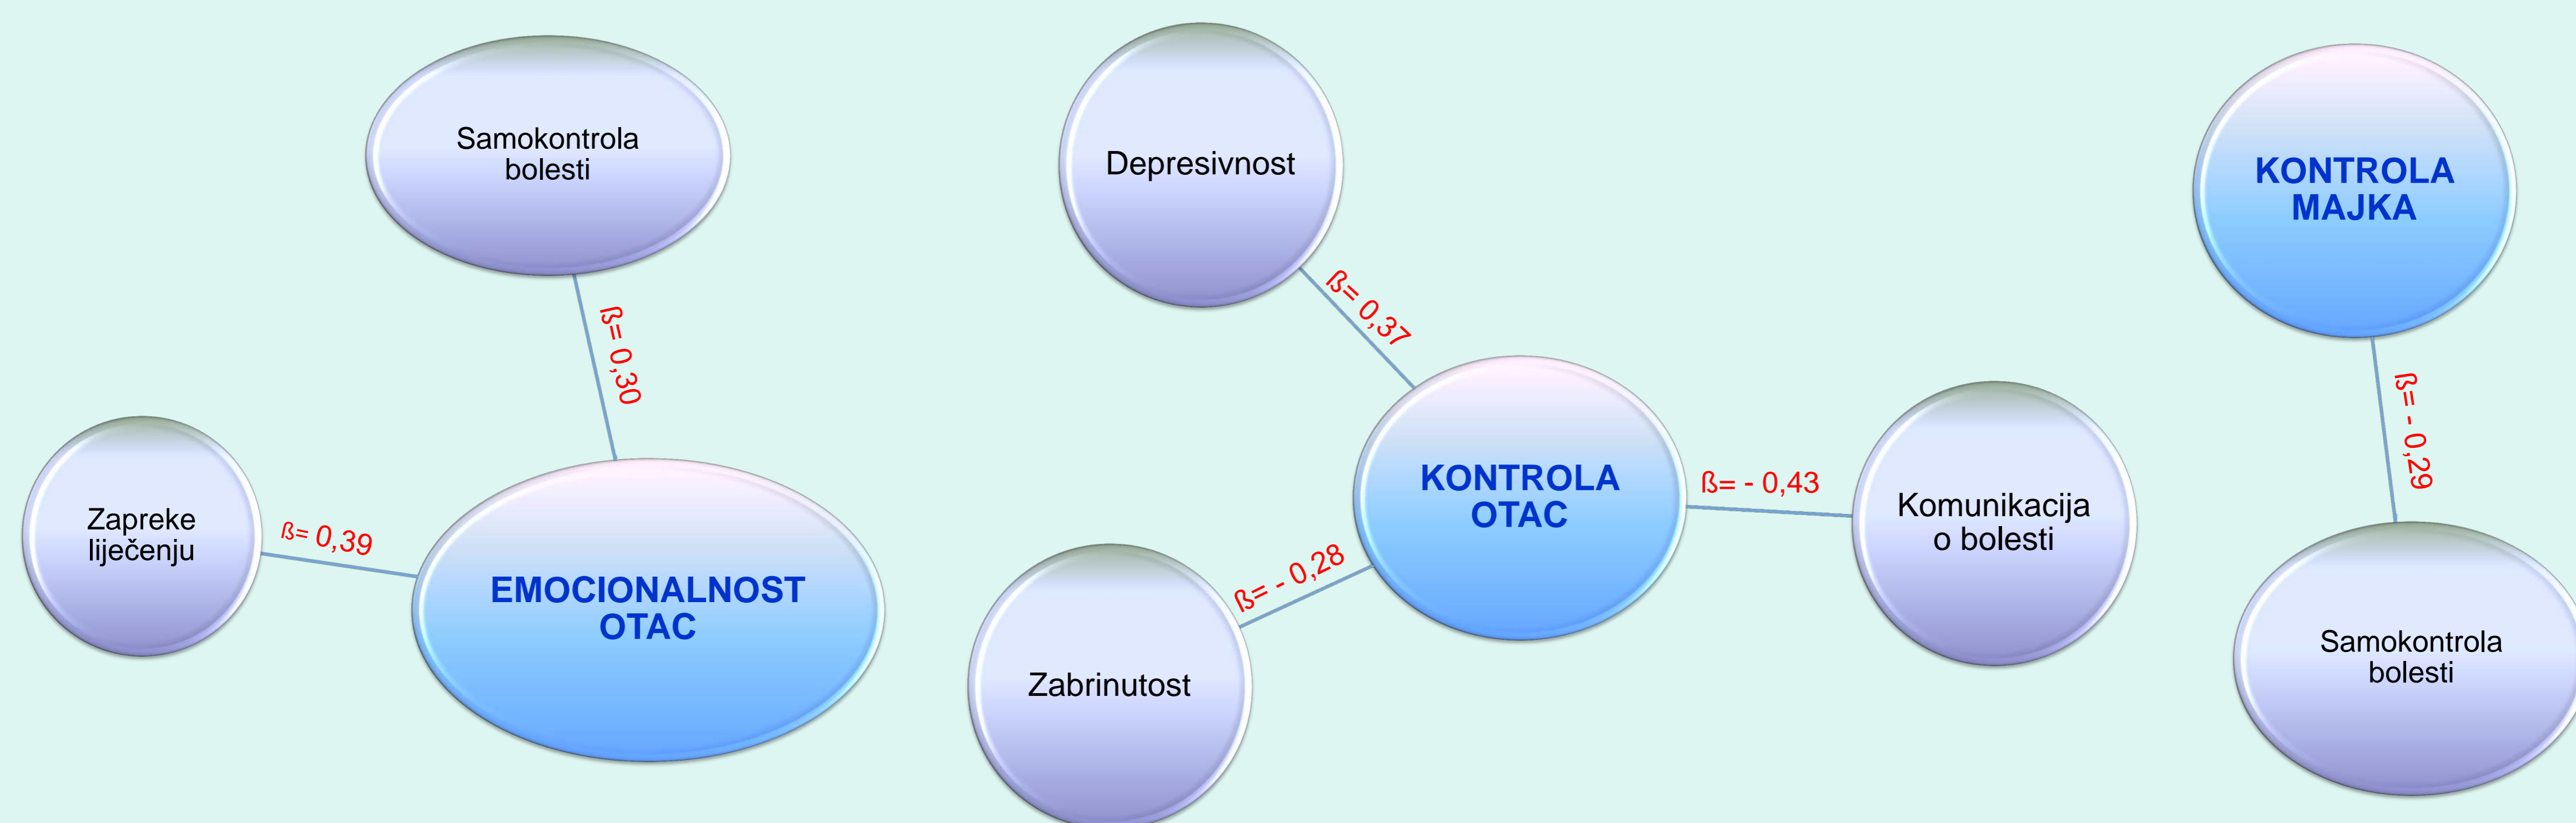 Samokontrola
bolesti
ß= 0,30
Zapreke
liječenju
ß= 0,39
EMOCIONALNOST
OTAC
Depresivnost
ß= 0,37
KONTROLA
OTAC
ß= - 0,43
Komunikacija
o bolesti
ß= - 0,28
Zabrinutost
KONTROLA
MAJKA
ß= - 0,29
Samokontrola
bolesti